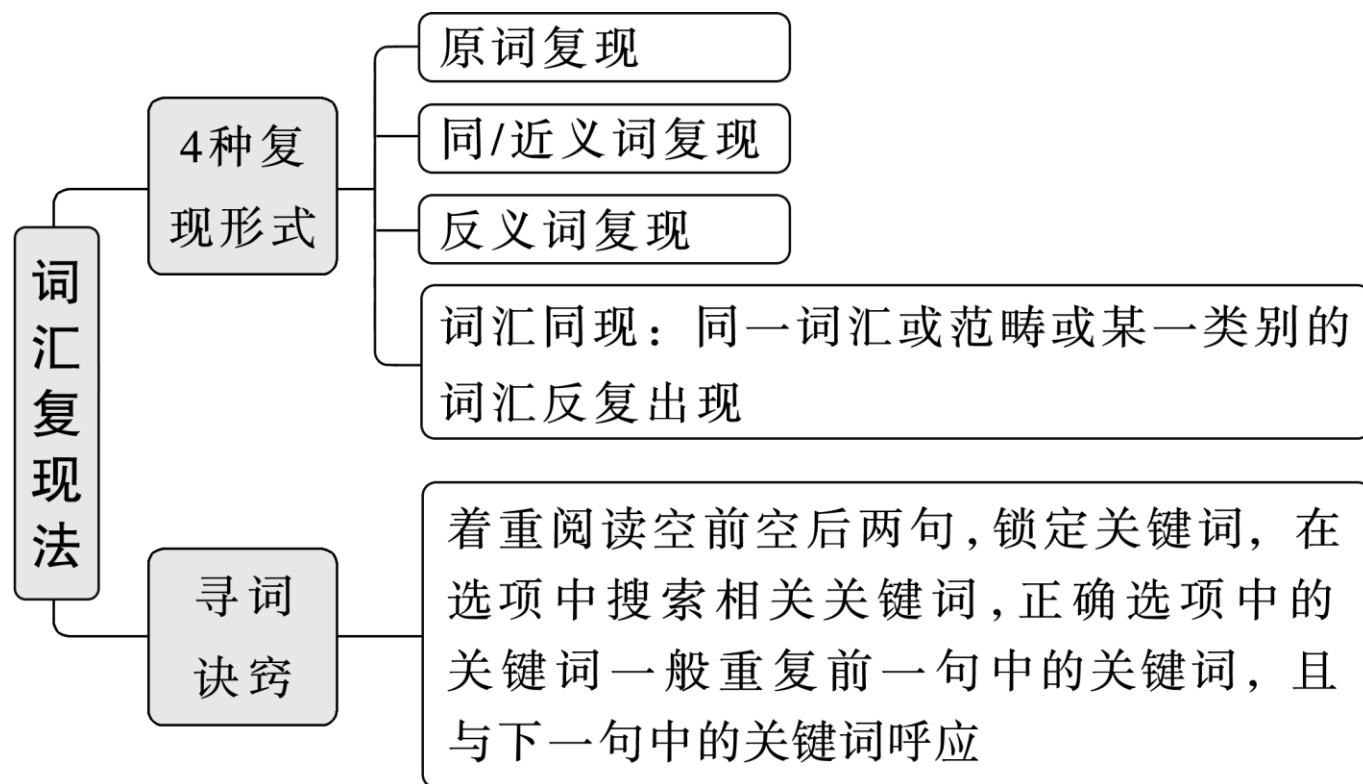 词汇复现法
4种复
现形式
原词复现
同/近义词复现
反义词复现
词汇同现：同一词汇或范畴或某一类别的
词汇反复出现
寻词
诀窍
着重阅读空前空后两句,锁定关键词，在
选项中搜索相关关键词,正确选项中的
关键词一般重复前一句中的关键词，且
与下一句中的关键词呼应